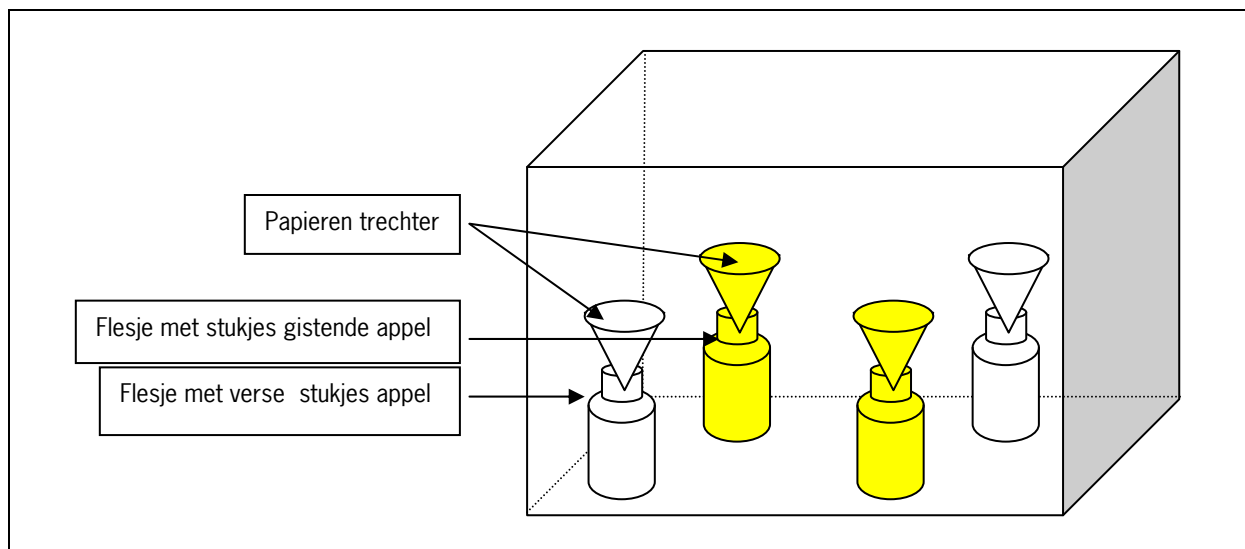 Papieren trechter
Flesje met stukjes gistende appel
Flesje met verse  stukjes appel